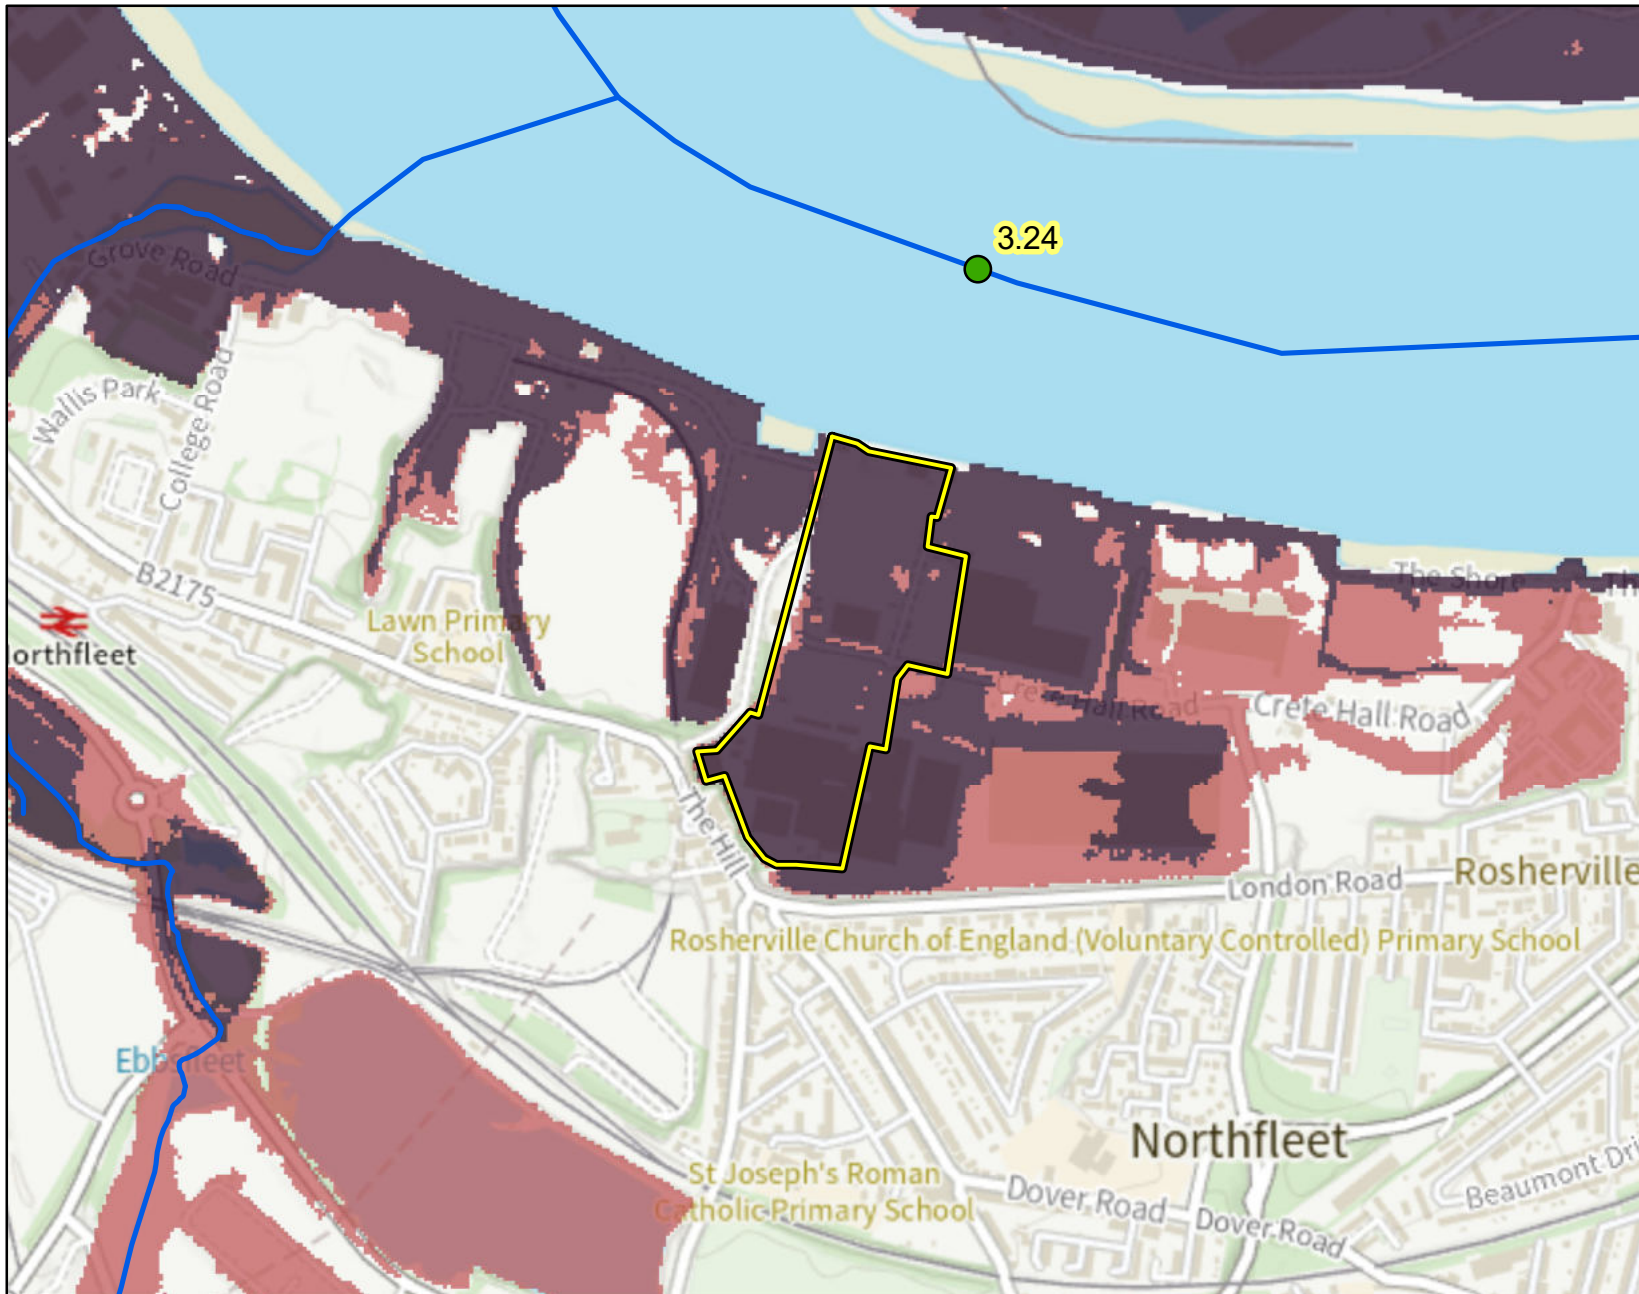 3.24
Grove Road
Wallis Park
College Road
B2175
Lawn Primary
School
orthfleet
The Shore
Th
Crete Hall Road
Crete Hall Road
The Hill
London Road
Rosherville
Rosherville Church of England (Voluntary Controlled) Primary School
Ebbsfleet
Northfleet
St Joseph's Roman
Catholic Primary School
Dover Road
Dover Road
Beaumont Dri